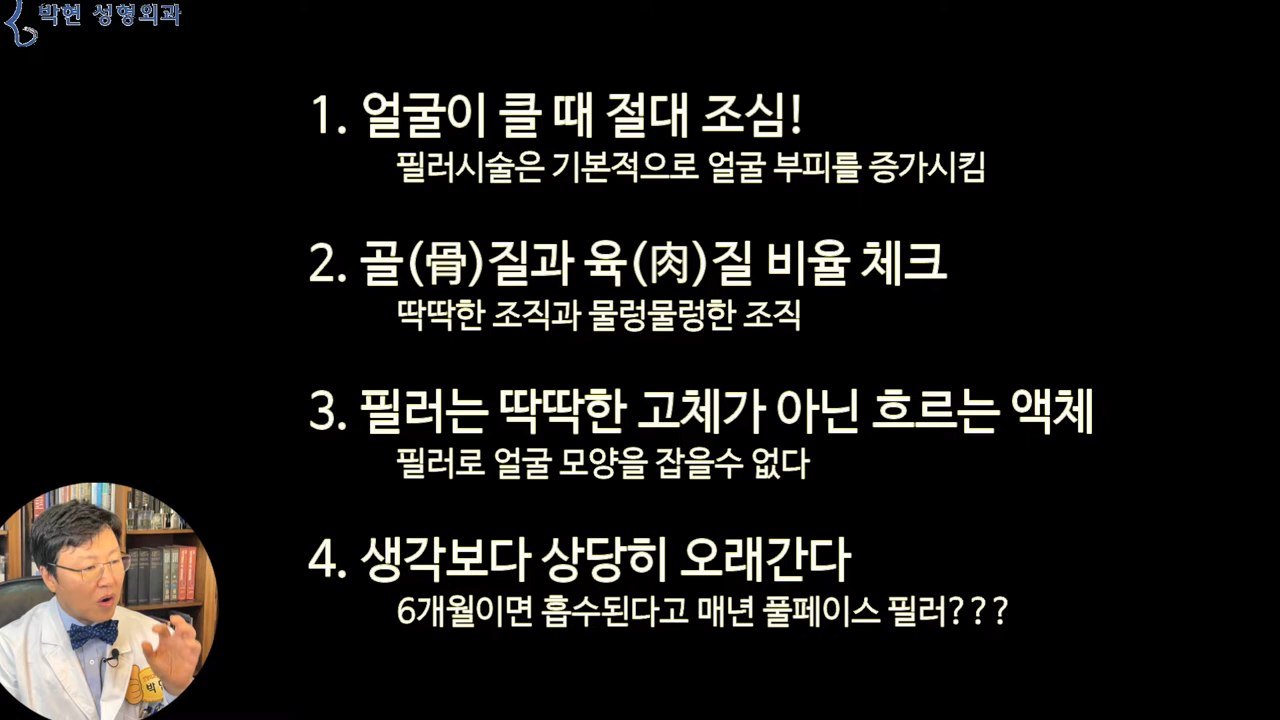 박현 성형외과
1. 얼굴이 클 때 절대 조심!
필러시술은 기본적으로 얼굴 부피를 증가시킴
2. 골(骨)질과 육(肉)질 비율 체크
딱딱한 조직과 물렁물렁한 조직
3. 필러는 딱딱한 고체가 아닌 흐르는 액체
필러로 얼굴 모양을 잡을수 없다
4. 생각보다 상당히 오래간다
6개월이면 흡수된다고 매년 풀페이스 필러???